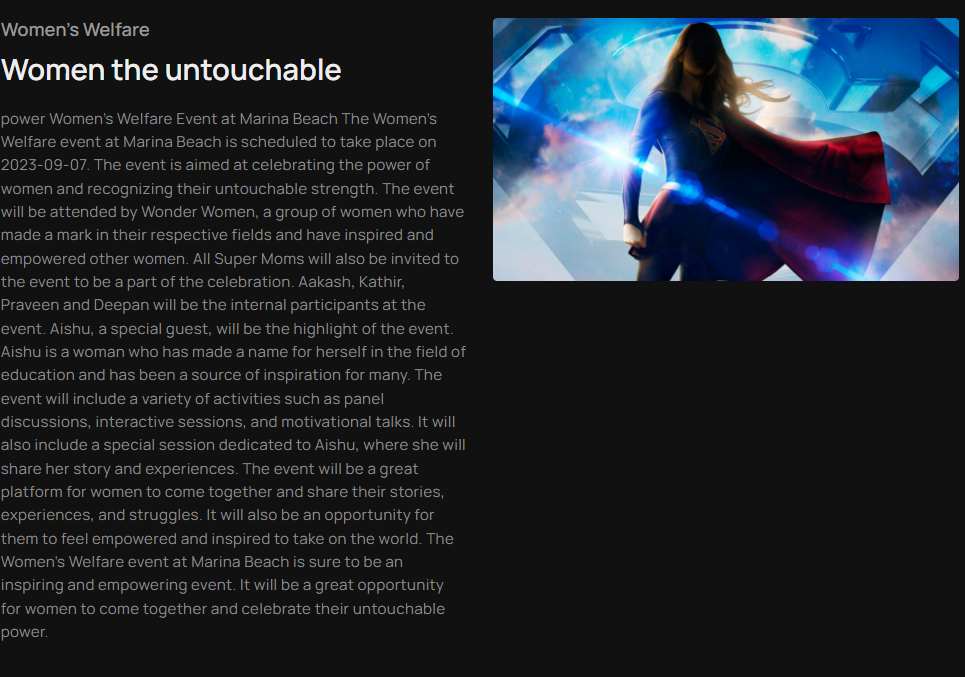 Women's Welfare
Women the untouchable
power Women's Welfare Event at Marina Beach The Women's
Welfare event at Marina Beach is scheduled to take place on
2023-09-07. The event is aimed at celebrating the power of
women and recognizing their untouchable strength. The event
will be attended by Wonder Women, a group of women who have
made a mark in their respective fields and have inspired and
empowered other women. All Super Moms will also be invited to
the event to be a part of the celebration. Aakash, Kathir,
Praveen and Deepan will be the internal participants at the
event. Aishu, a special guest, will be the highlight of the event.
Aishu is a woman who has made a name for herself in the field of
education and has been a source of inspiration for many. The
event will include a variety of activities such as panel
discussions, interactive sessions, and motivational talks. It will
also include a special session dedicated to Aishu, where she will
share her story and experiences. The event will be a great
platform for women to come together and share their stories,
experiences, and struggles. It will also be an opportunity for
them to feel empowered and inspired to take on the world. The
Women's Welfare event at Marina Beach is sure to be an
inspiring and empowering event. It will be a great opportunity
for women to come together and celebrate their untouchable
power.